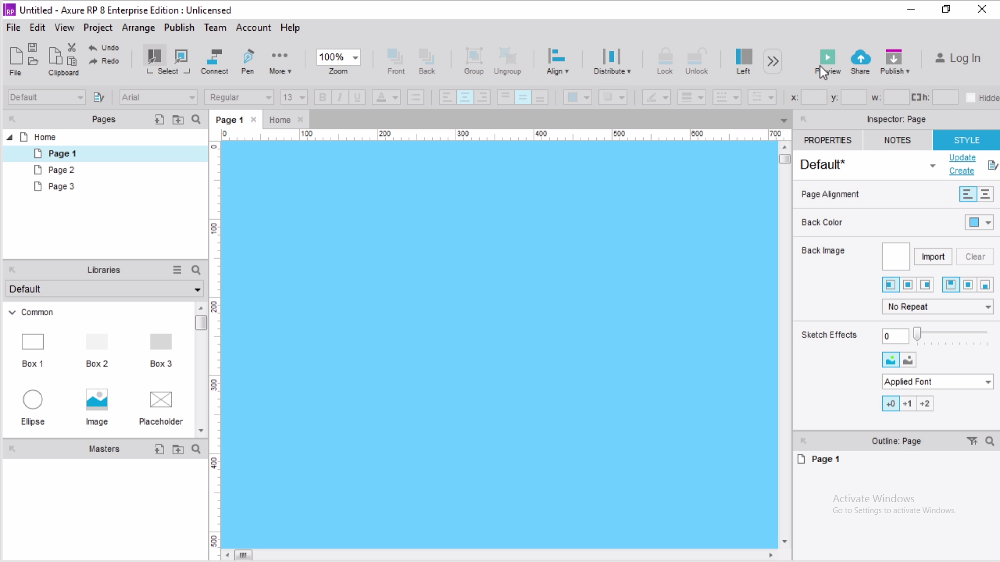 Untitled - Axure RP 8 Enterprise Edition : Unlicensed
File Edit View Project Arrange Publish Team Account Help
Undo
Redo
File Clipboard Select Connect Pen More 100% Zoom Front Back Group Ungroup Align Distribute Lock Unlock Left Share Publish Log In
Default Arial Regular 13 B I U A x: y: w: h: Hidde
Pages
Home
Page 1
Page 2
Page 3
Libraries
Default
Common
Box 1 Box 2 Box 3
Ellipse Image Placeholder
Masters
Page 1 Home
0 100 200 300 400 500 600 700
0
100
200
300
400
500
Inspector: Page
PROPERTIES NOTES STYLE
Default* Update
Create
Page Alignment
Back Color
Back Image Import Clear
No Repeat
Sketch Effects 0
Applied Font
+0 +1 +2
Outline: Page
Page 1
Activate Windows
Go to Settings to activate Windows.